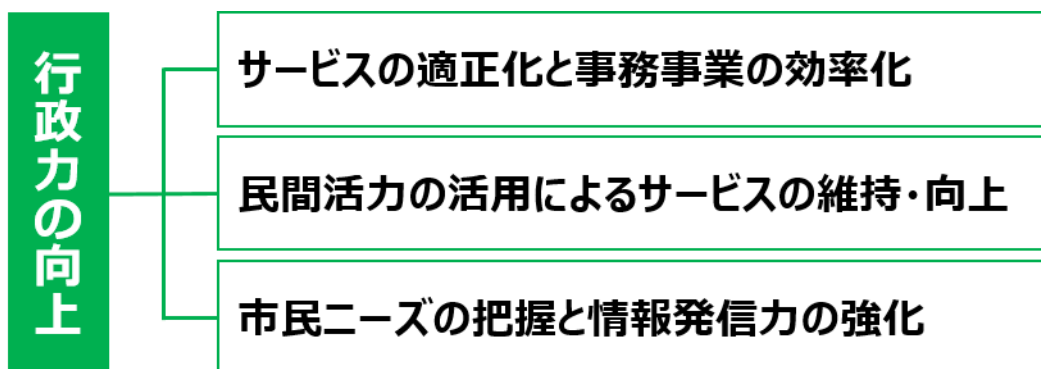 行政力の向上
サービスの適正化と事務事業の効率化
民間活力の活用によるサービスの維持・向上
市民ニーズの把握と情報発信力の強化